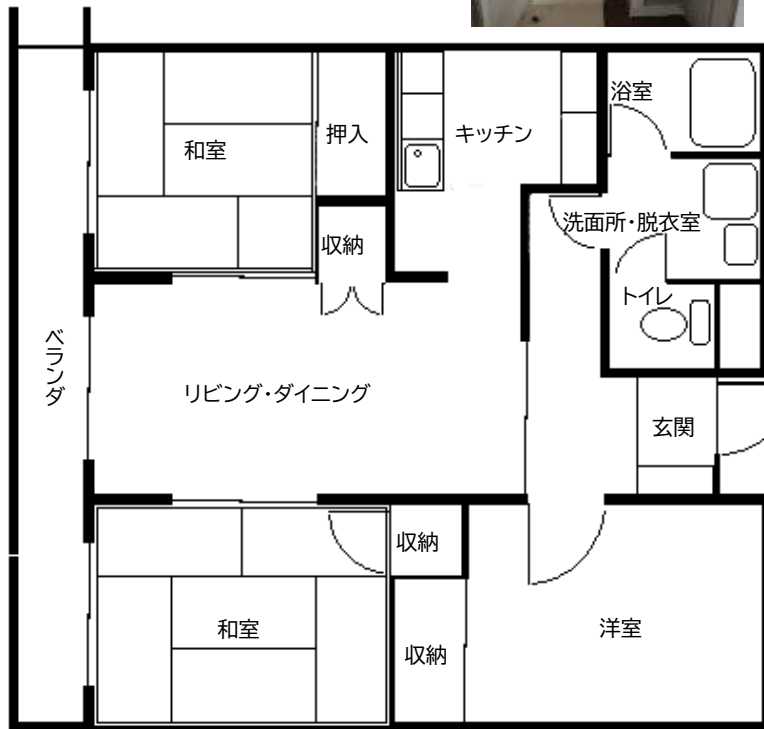 浴室
キッチン
押入
和室
洗面所・脱衣室
収納
トイレ
ベランダ
リビング・ダイニング
玄関
収納
和室
洋室
収納